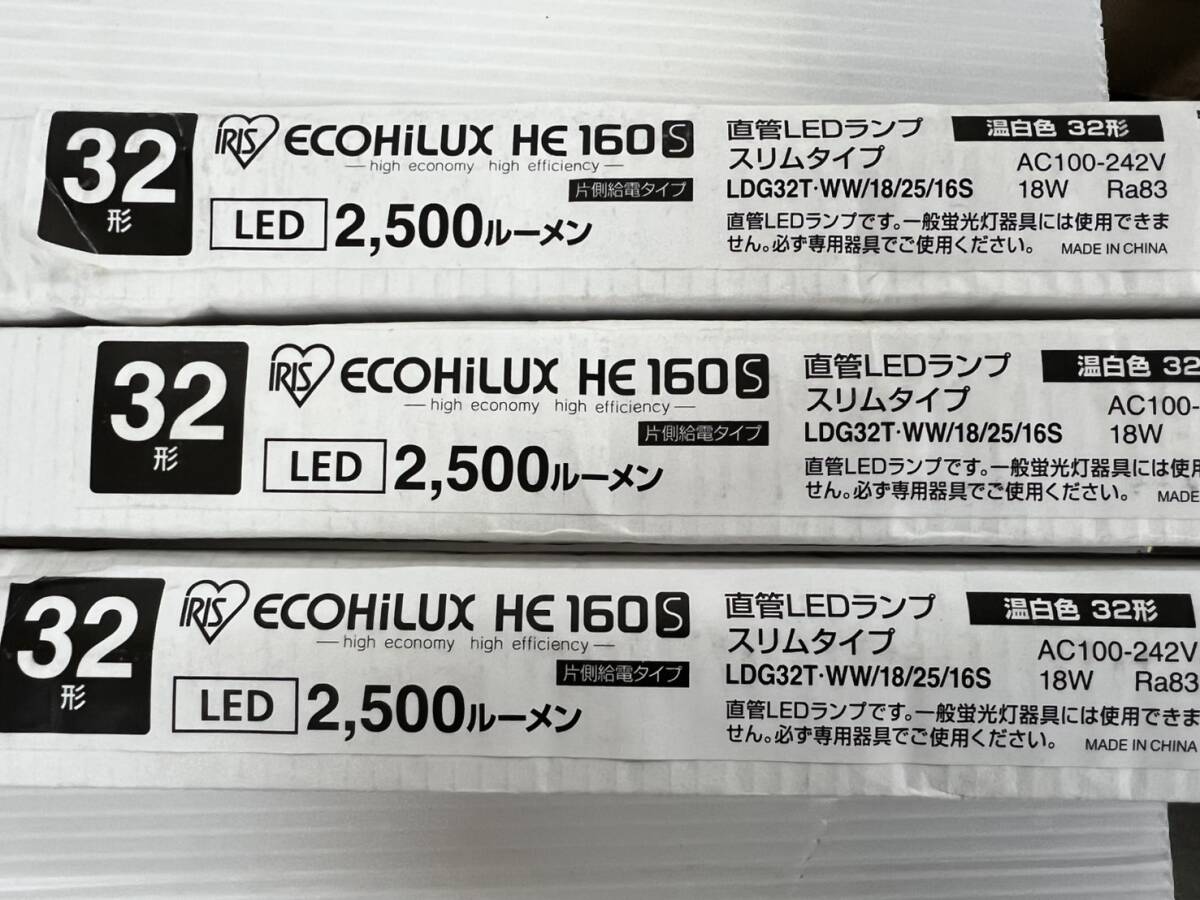 32
形
IRIS ECOHiLUX HE 160 S
high economy high efficiency
片側給電タイプ
LED 2,500ルーメン
直管LEDランプ
スリムタイプ
LDG32T·WW/18/25/16S
温白色 32形
AC100-242V
18W Ra83
直管LEDランプです。一般蛍光灯器具には使用できま
せん。必ず専用器具でご使用ください。 MADE IN CHINA
32
形
IRIS ECOHiLUX HE 160 S
high economy high efficiency
片側給電タイプ
LED 2,500ルーメン
直管LEDランプ
スリムタイプ
LDG32T·WW/18/25/16S
温白色 32
AC100-
18W
直管LEDランプです。一般蛍光灯器具には使用
せん。必ず専用器具でご使用ください。 MADE
32
形
IRIS ECOHiLUX HE 160 S
high economy high efficiency
片側給電タイプ
LED 2,500ルーメン
直管LEDランプ
スリムタイプ
LDG32T·WW/18/25/16S
温白色 32形
AC100-242V
18W Ra83
直管LEDランプです。一般蛍光灯器具には使用できま
せん。必ず専用器具でご使用ください。 MADE IN CHINA